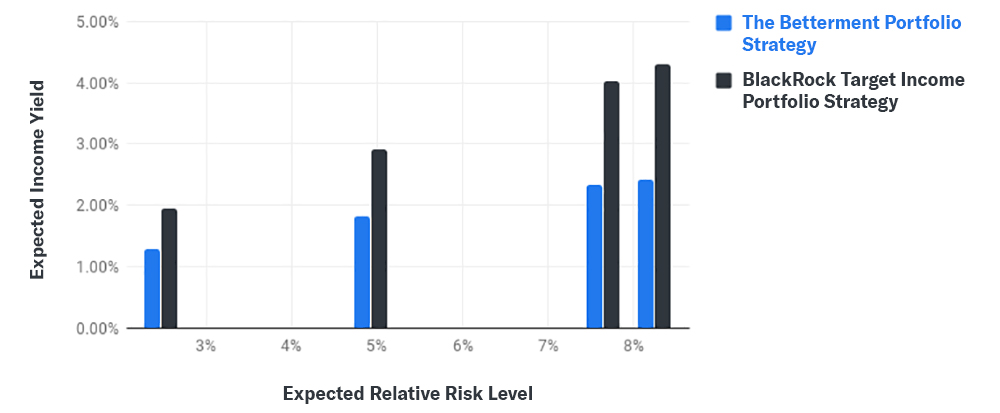 5.00%
4.00%
3.00%
2.00%
1.00%
0.00%
Expected Income Yield
3% 4% 5% 6% 7% 8%
Expected Relative Risk Level
The Betterment Portfolio
Strategy
BlackRock Target Income
Portfolio Strategy